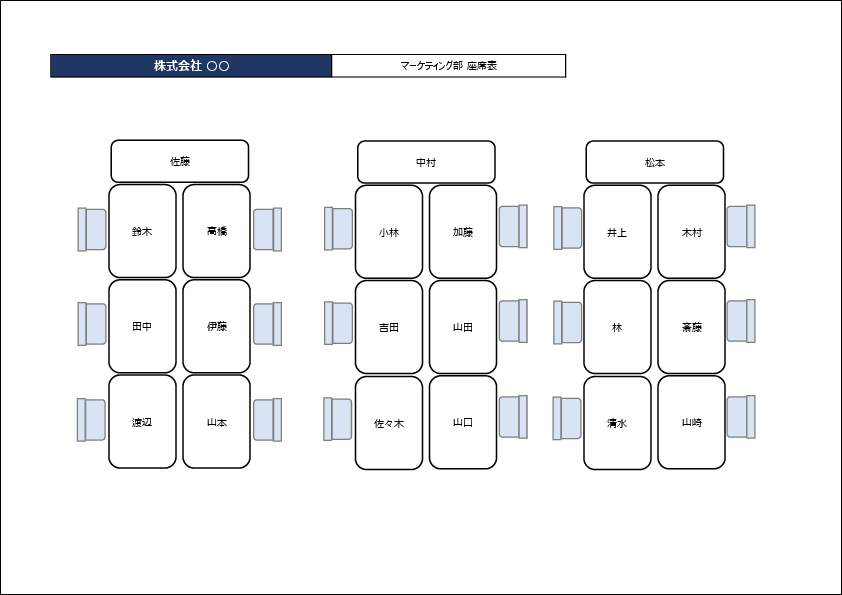 株式会社 〇〇
マーケティング部 座席表
佐藤
中村
松本
鈴木
高橋
小林
加藤
井上
木村
田中
伊藤
吉田
山田
林
斎藤
渡辺
山本
佐々木
山口
清水
山崎